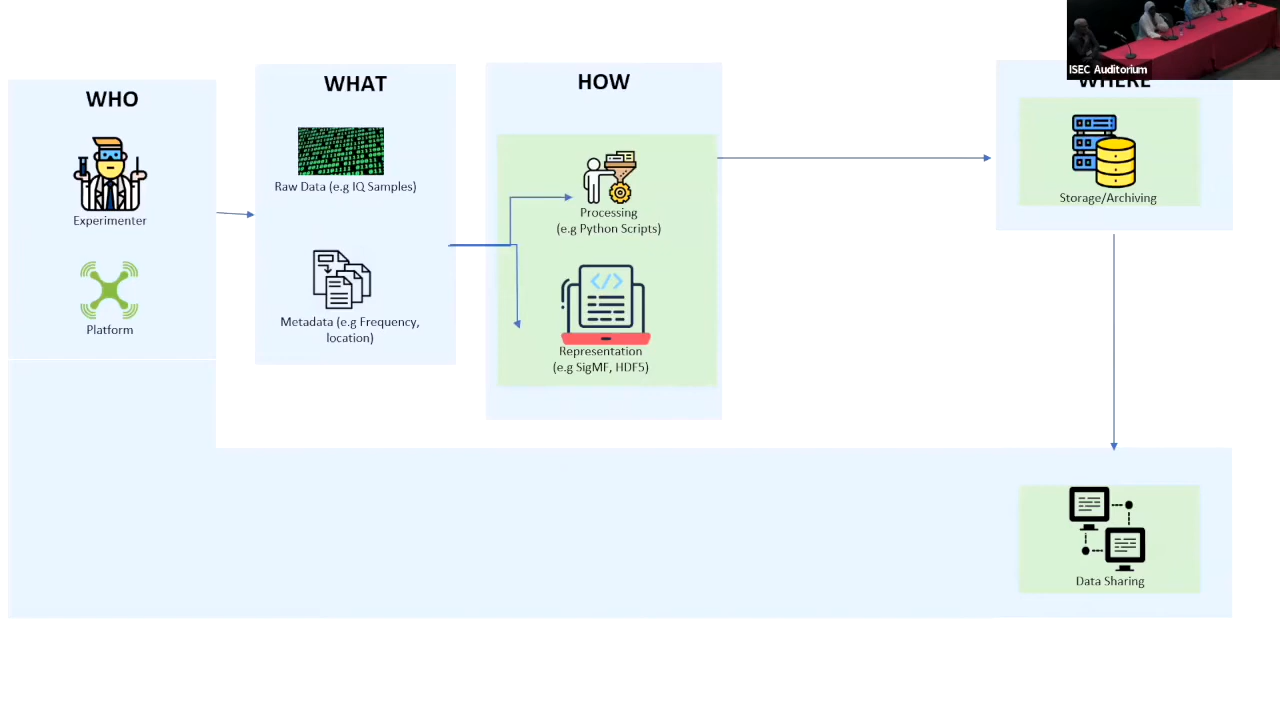 ISEC Auditorium
WHO
Experimenter
Platform
WHAT
Raw Data (e.g IQ Samples)
Metadata (e.g Frequency,
location)
HOW
Processing
(e.g Python Scripts)
Representation
(e.g SigMF, HDF5)
WHERE
Storage/Archiving
Data Sharing